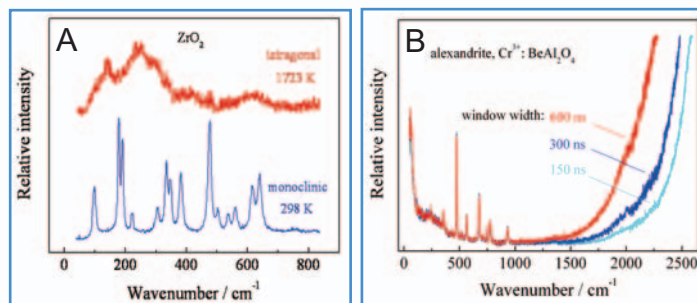 A
ZrO2
tetragonal
1723 K
monoclinic
298 K
Relative intensity
0 200 400 600 800
Wavenumber / cm-1
B
alexandrite, Cr3+: BeAl2O4
window width: 600 ns
300 ns
150 ns
Relative intensity
0 500 1000 1500 2000 2500
Wavenumber / cm-1